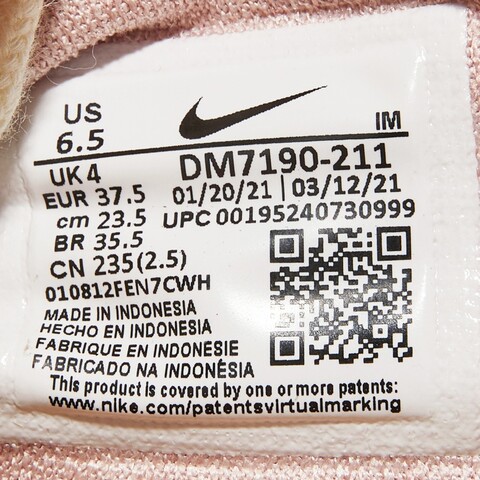 US
6.5
IM
UK 4
DM7190-211
EUR 37.5
01/20/21 | 03/12/21
cm 23.5
UPC 00195240730999
BR 35.5
CN 235(2.5)
010812FEN7CWH
MADE IN INDONESIA
HECHO EN INDONESIA
FABRIQUE EN INDONÉSIE
FABRICADO NA INDONÉSIA
This product is covered by one or more patents:
www.nike.com/patentsvirtualmarking